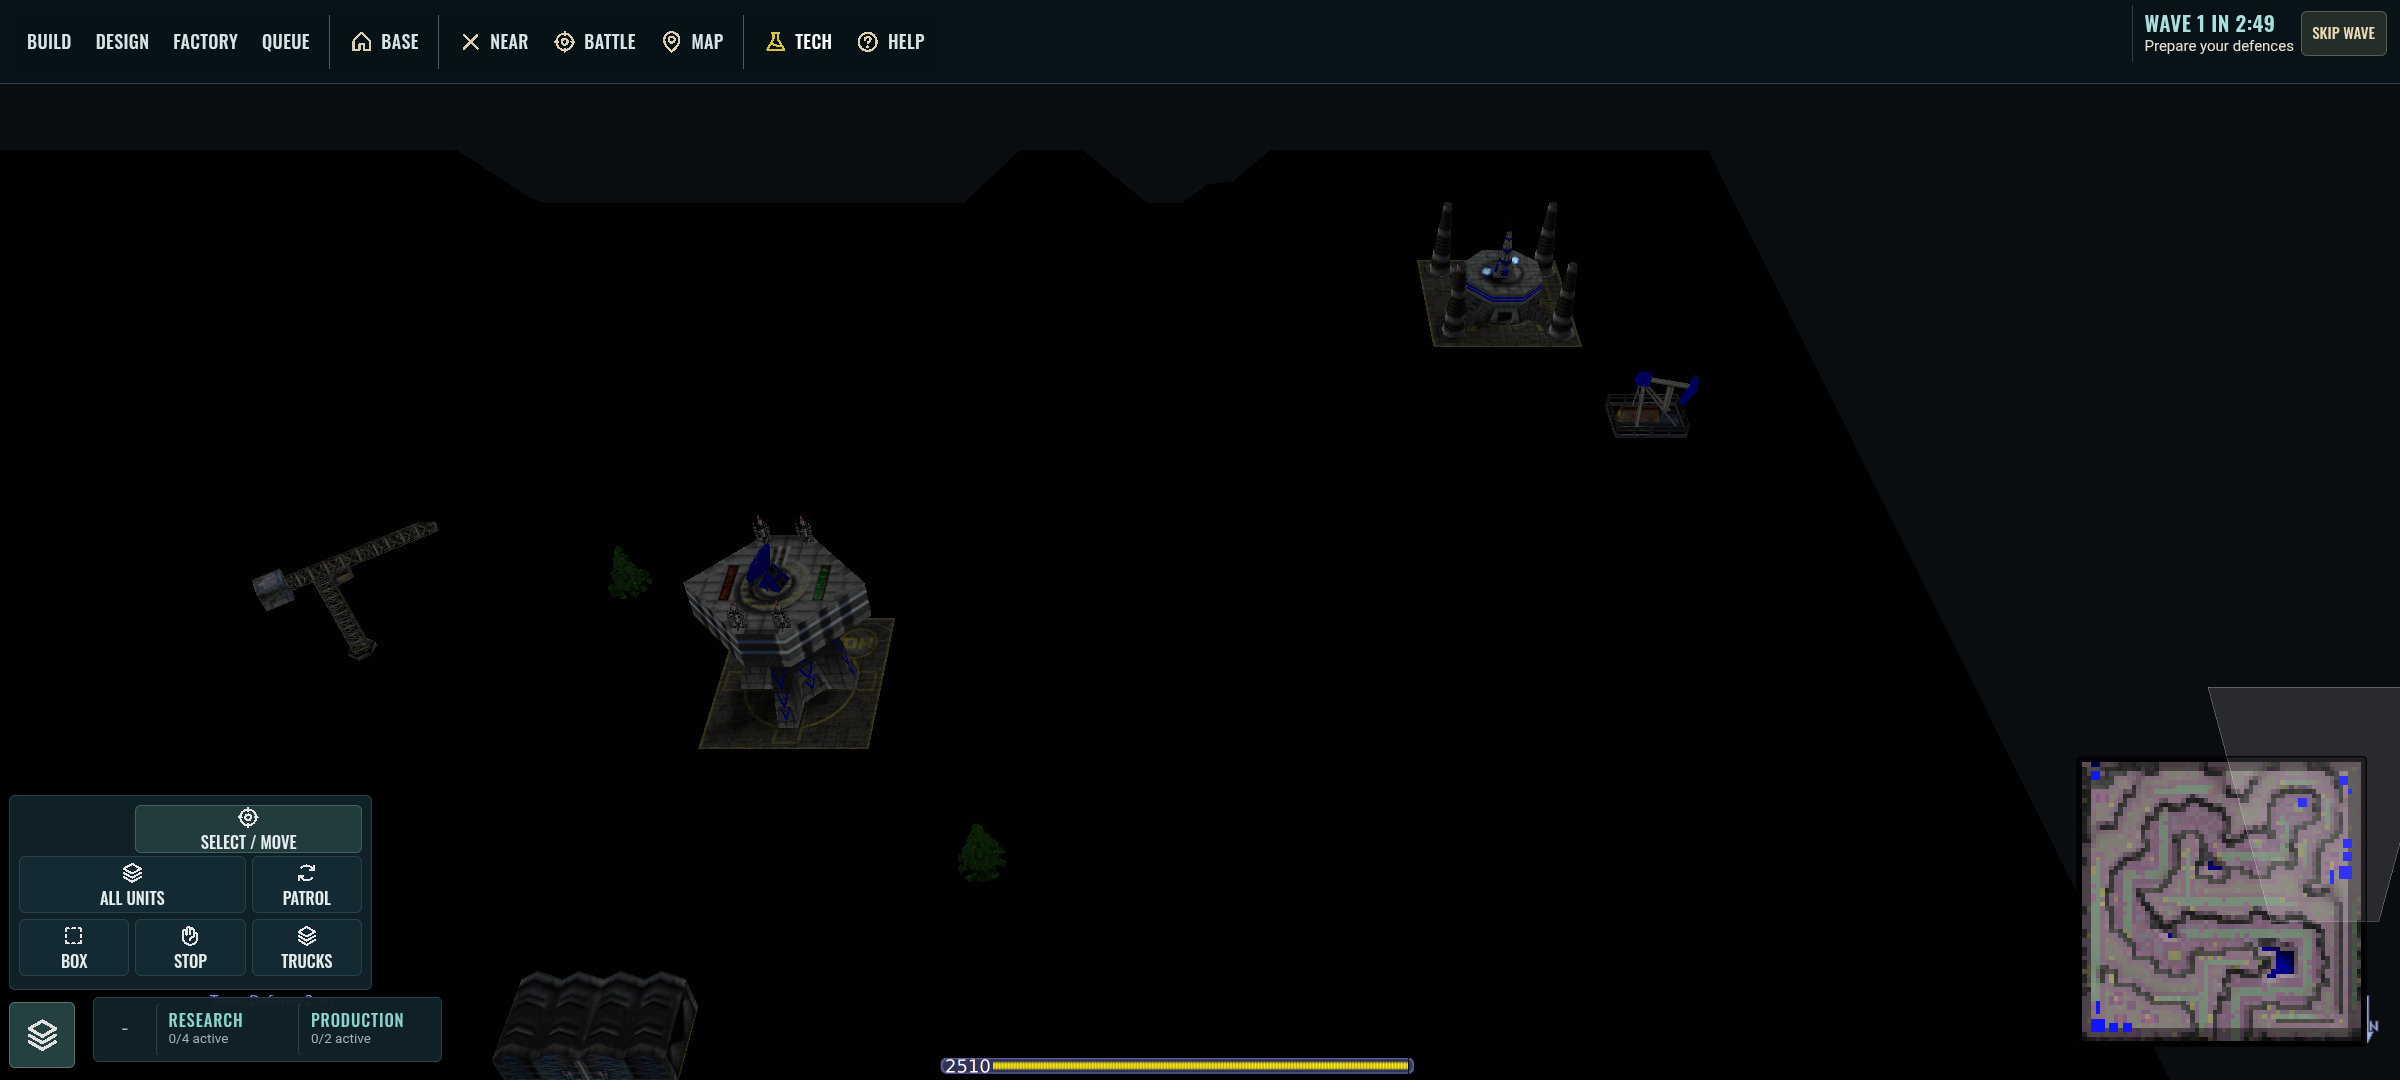 BUILD DESIGN FACTORY QUEUE BASE NEAR BATTLE MAP TECH HELP
WAVE 1 IN 2:49
Prepare your defences
SKIP WAVE
SELECT / MOVE
ALL UNITS PATROL
BOX STOP TRUCKS
- RESEARCH PRODUCTION
0/4 active 0/2 active
2510
N